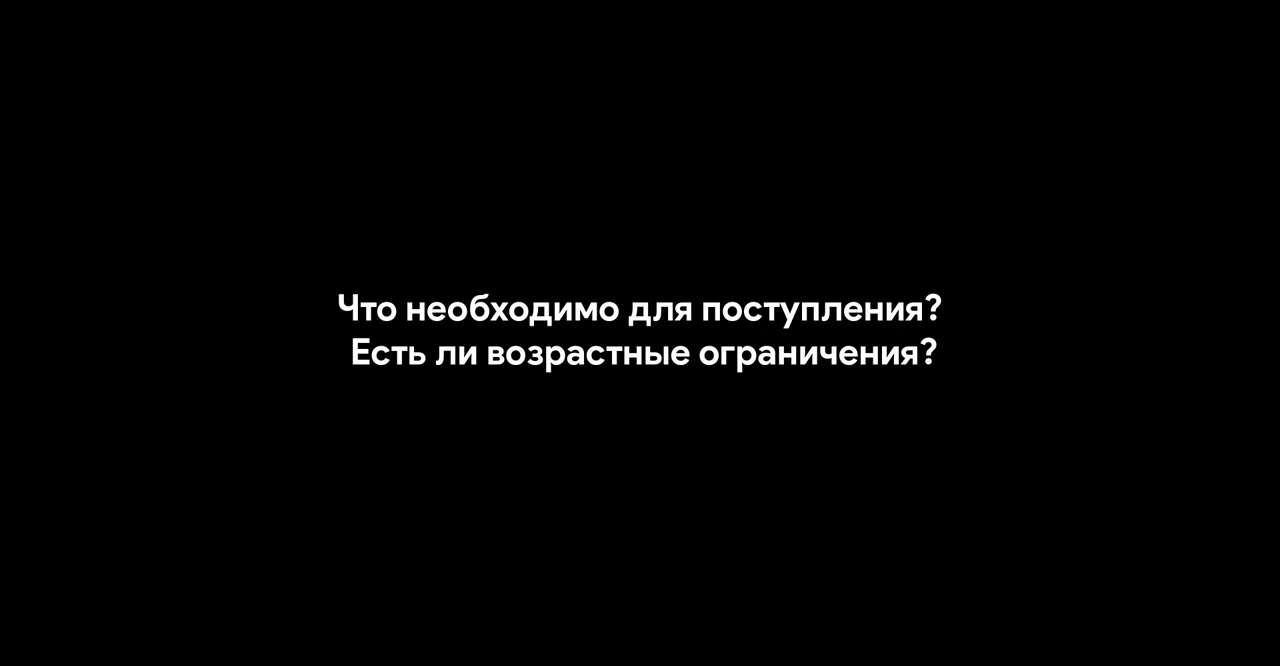 Что необходимо для поступления?
Есть ли возрастные ограничения?